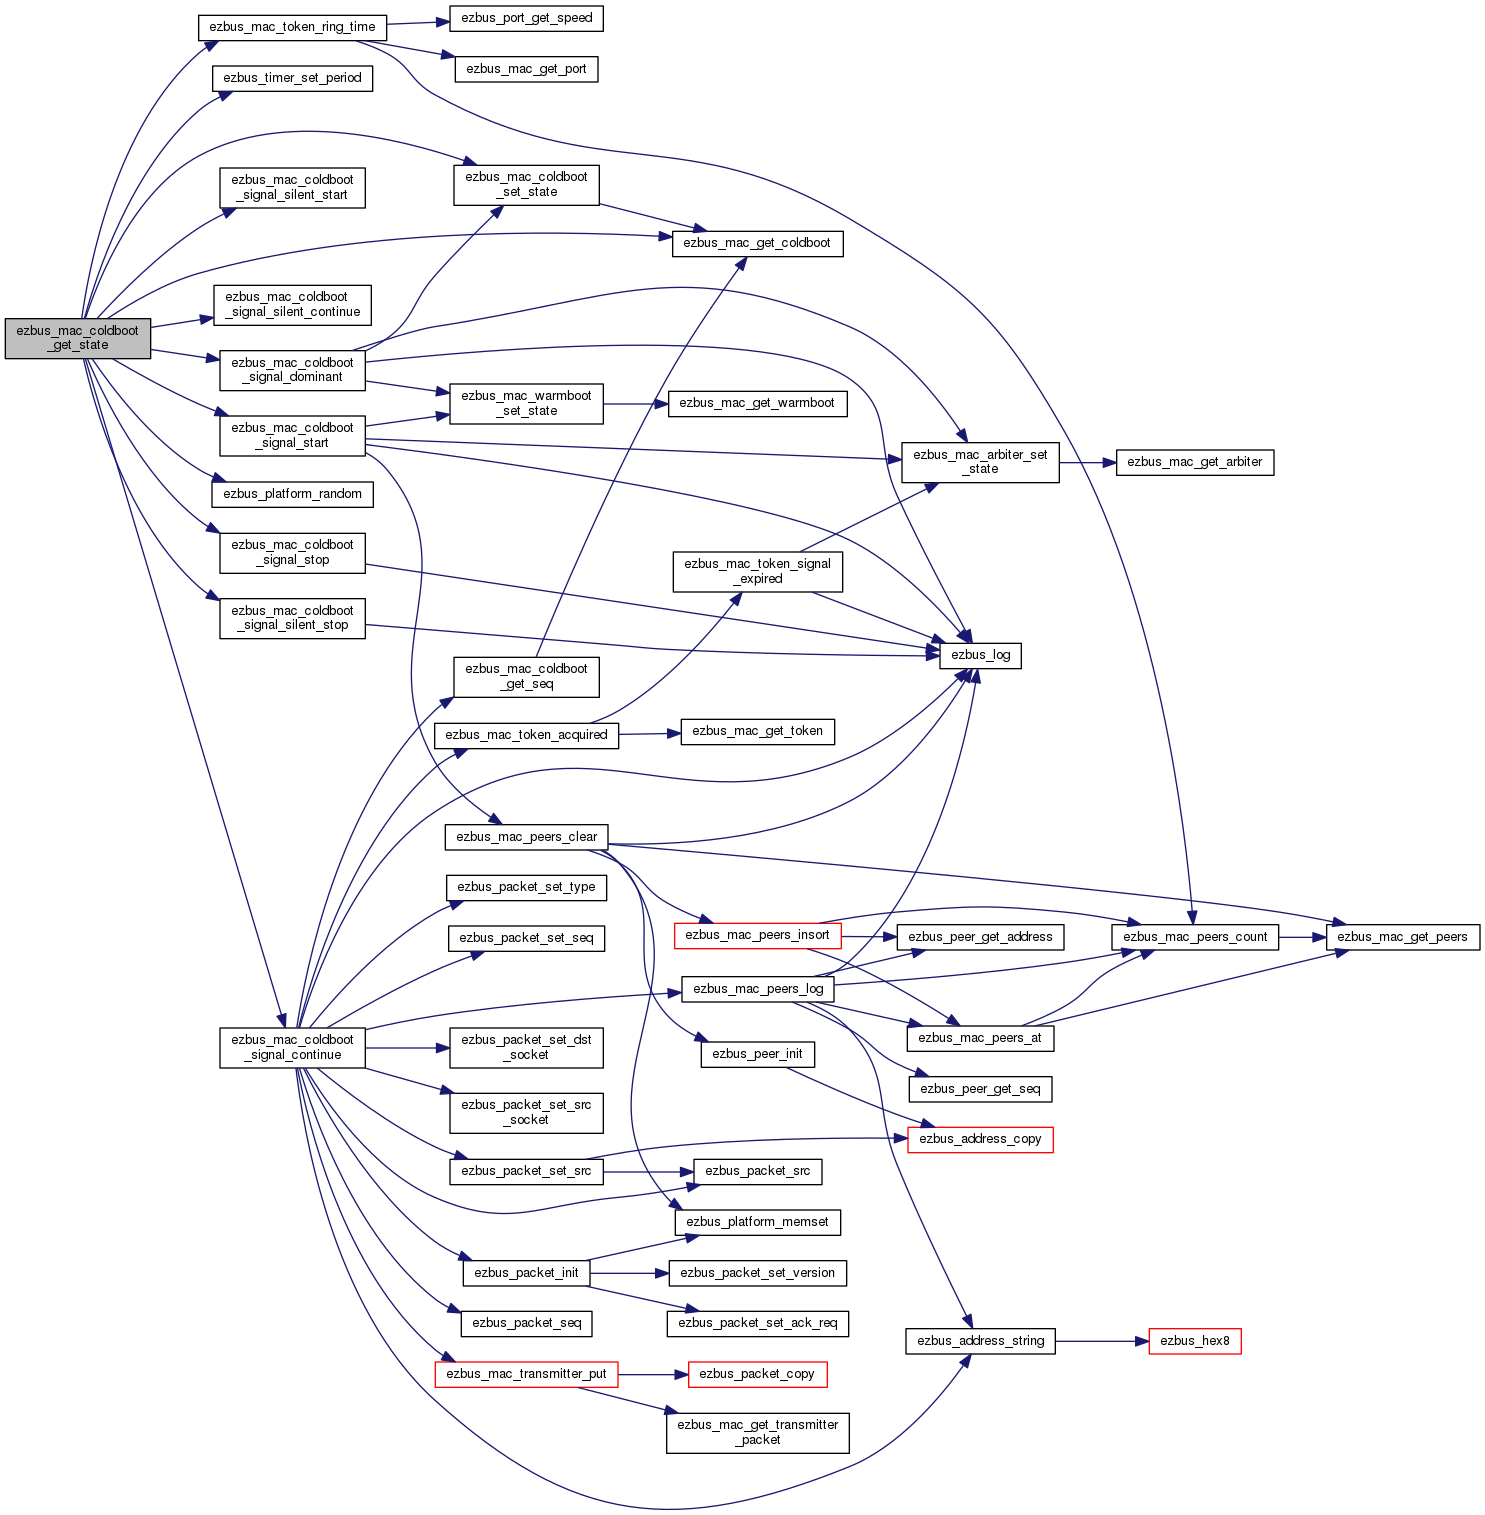 ezbus_mac_token_ring_time
ezbus_port_get_speed
ezbus_mac_get_port
ezbus_timer_set_period
ezbus_mac_coldboot
_signal_silent_start
ezbus_mac_coldboot
_set_state
ezbus_mac_get_coldboot
ezbus_mac_coldboot
_signal_silent_continue
ezbus_mac_coldboot
_get_state
ezbus_mac_coldboot
_signal_dominant
ezbus_mac_warmboot
_set_state
ezbus_mac_get_warmboot
ezbus_mac_coldboot
_signal_start
ezbus_mac_arbiter_set
_state
ezbus_mac_get_arbiter
ezbus_platform_random
ezbus_mac_coldboot
_signal_stop
ezbus_mac_token_signal
_expired
ezbus_mac_coldboot
_signal_silent_stop
ezbus_log
ezbus_mac_coldboot
_get_seq
ezbus_mac_token_acquired
ezbus_mac_get_token
ezbus_mac_peers_clear
ezbus_packet_set_type
ezbus_packet_set_seq
ezbus_mac_peers_insort
ezbus_peer_get_address
ezbus_mac_peers_count
ezbus_mac_get_peers
ezbus_mac_peers_log
ezbus_mac_peers_at
ezbus_mac_coldboot
_signal_continue
ezbus_packet_set_dst
_socket
ezbus_peer_init
ezbus_peer_get_seq
ezbus_packet_set_src
_socket
ezbus_address_copy
ezbus_packet_set_src
ezbus_packet_src
ezbus_platform_memset
ezbus_packet_init
ezbus_packet_set_version
ezbus_packet_seq
ezbus_packet_set_ack_req
ezbus_address_string
ezbus_hex8
ezbus_mac_transmitter_put
ezbus_packet_copy
ezbus_mac_get_transmitter
_packet